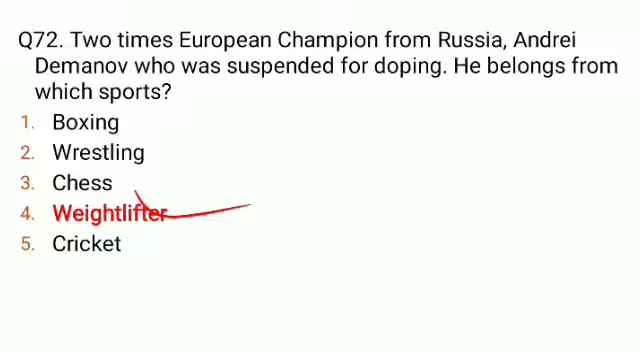 Q72. Two times European Champion from Russia, Andrei
Demanov who was suspended for doping. He belongs from
which sports?
1. Boxing
2. Wrestling
3. Chess
4. Weightlifter
5. Cricket